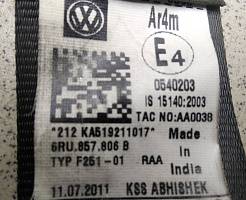 Ar4m
E4
0540203
IS 15140:2003
TAC NO:AA0038
*212 KA519211017* Made
6RU.857.806 B in
TYP F251-01 RAA India
11.07.2011 KSS ABHISHEK